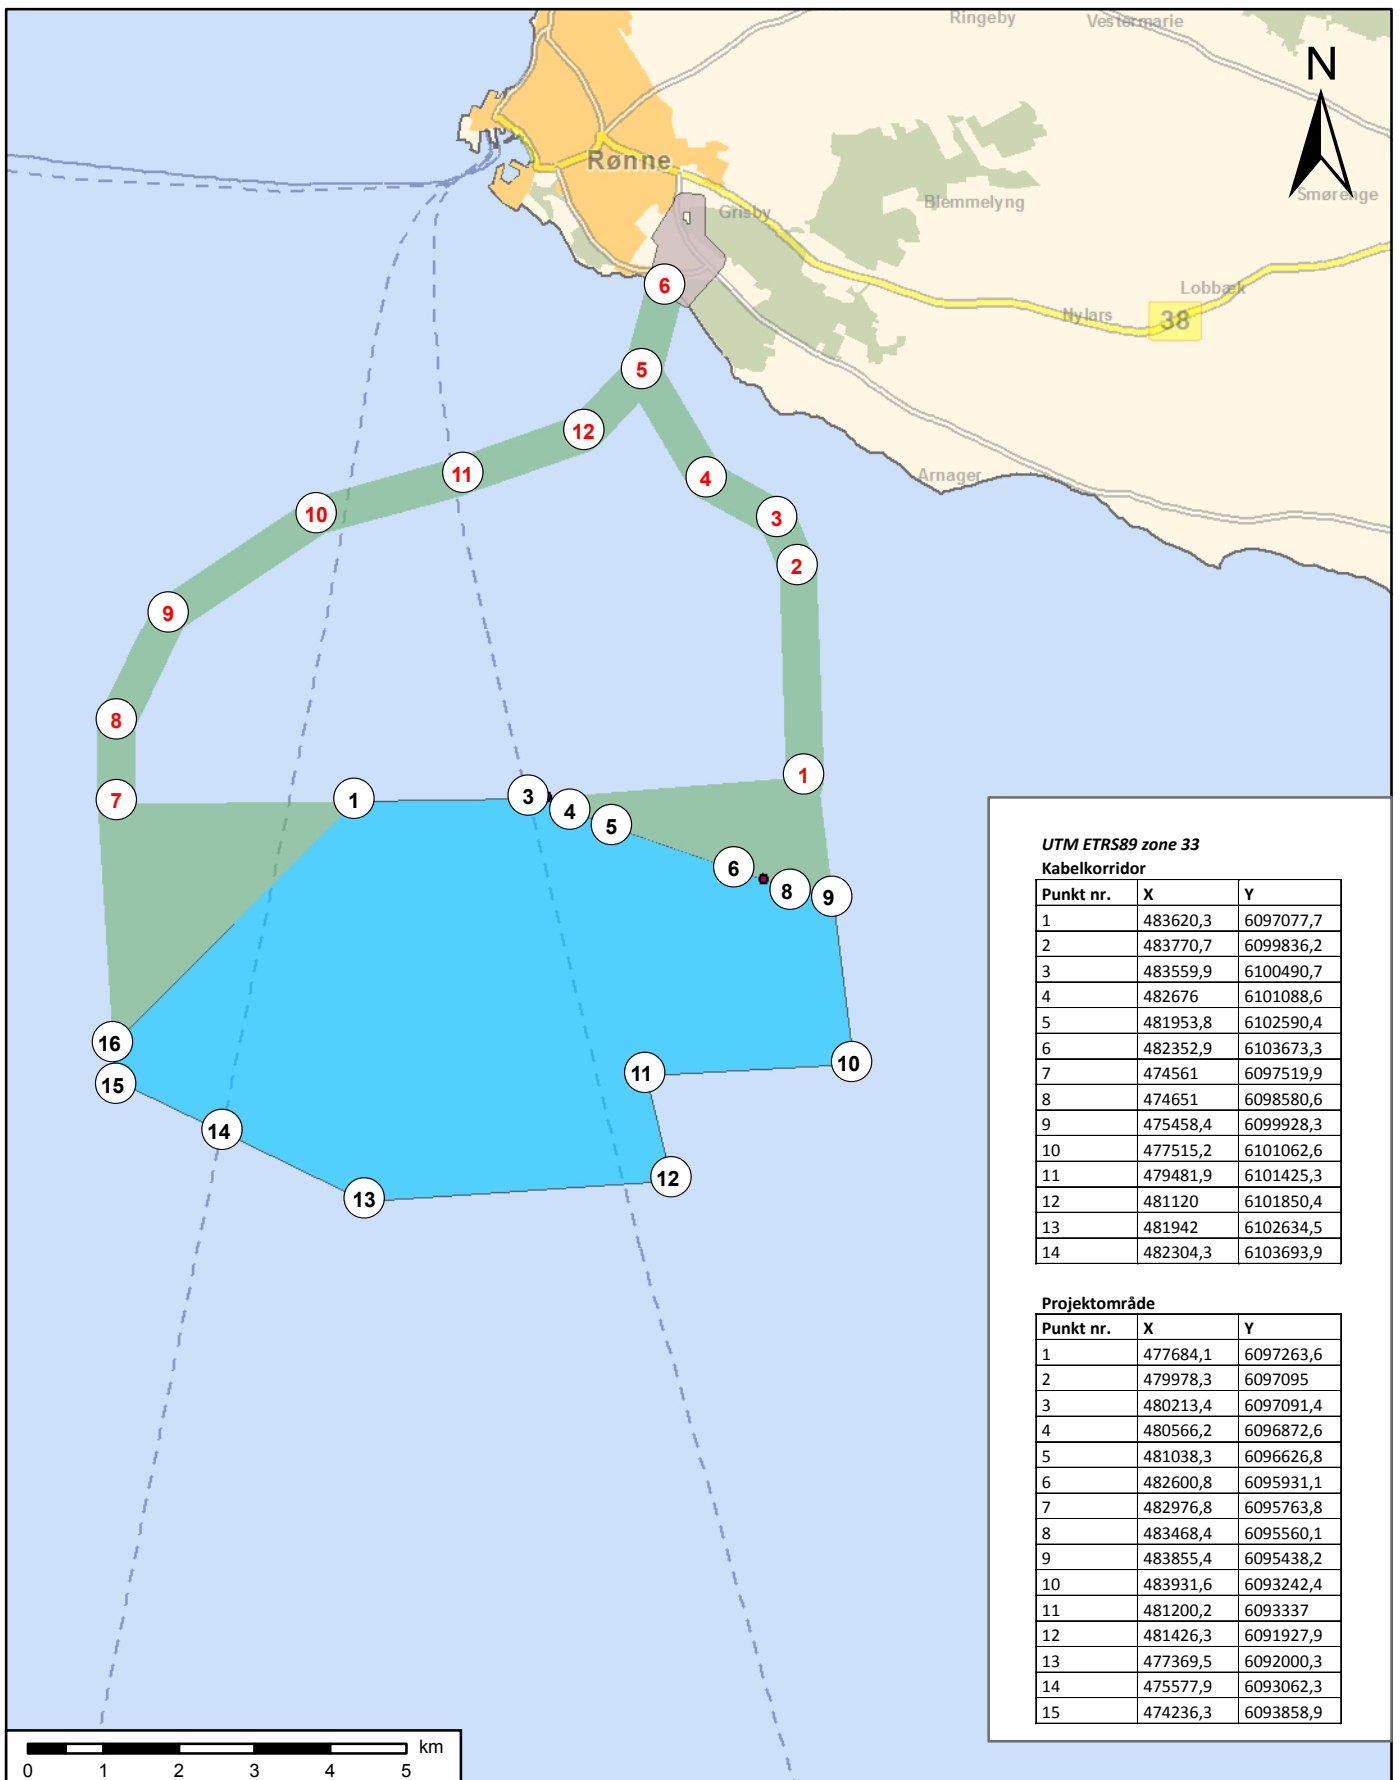 Ringeby
Vestermarie
N
Rønne
Grisby
Blemmelyng
Smørenge
Lobbæk
Nylars
38
Arnager
6
5
12
4
11
3
10
2
9
8
1
7
1
3
4
5
6
8
9
16
15
14
13
11
10
12
UTM ETRS89 zone 33
Kabelkorridor
Punkt nr. X Y
1 483620,3 6097077,7
2 483770,7 6099836,2
3 483559,9 6100490,7
4 482676 6101088,6
5 481953,8 6102590,4
6 482352,9 6103673,3
7 474561 6097519,9
8 474651 6098580,6
9 475458,4 6099928,3
10 477515,2 6101062,6
11 479481,9 6101425,3
12 481120 6101850,4
13 481942 6102634,5
14 482304,3 6103693,9
Projektområde
Punkt nr. X Y
1 477684,1 6097263,6
2 479978,3 6097095
3 480213,4 6097091,4
4 480566,2 6096872,6
5 481038,3 6096626,8
6 482600,8 6095931,1
7 482976,8 6095763,8
8 483468,4 6095560,1
9 483855,4 6095438,2
10 483931,6 6093242,4
11 481200,2 6093337
12 481426,3 6091927,9
13 477369,5 6092000,3
14 475577,9 6093062,3
15 474236,3 6093858,9
km
0 1 2 3 4 5